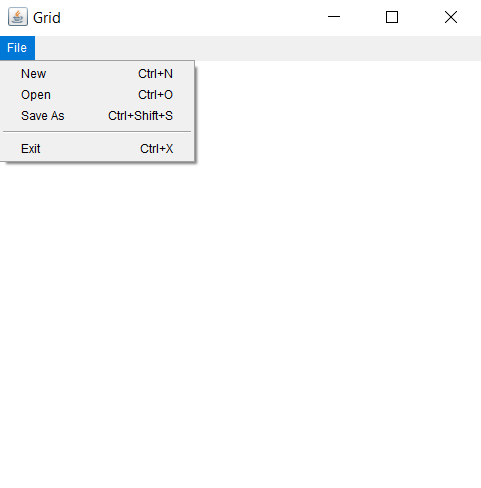 Grid
File
New Ctrl+N
Open Ctrl+O
Save As Ctrl+Shift+S
Exit Ctrl+X